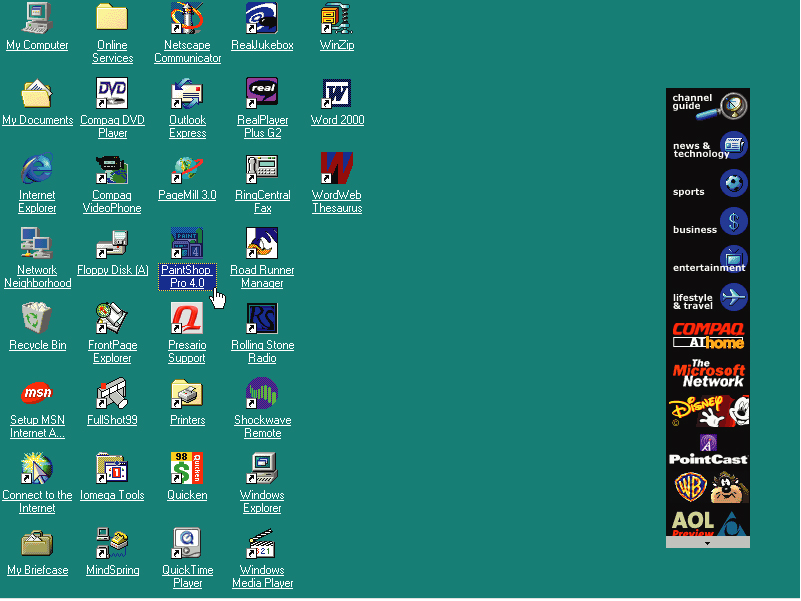 My Computer
Online
Services
Netscape
Communicator
RealJukebox
WinZip
My Documents
DVD
Compaq DVD
Player
Outlook
Express
real
RealPlayer
Plus G2
W
Word 2000
Internet
Explorer
Compaq
VideoPhone
PageMill 3.0
RingCentral
Fax
W
WordWeb
Thesaurus
Network
Neighborhood
Floppy Disk (A)
PAINT
PaintShop
Pro 4.0
Road Runner
Manager
Recycle Bin
FrontPage
Explorer
Presario
Support
RS
Rolling Stone
Radio
msn
Setup MSN
Internet A...
FullShot99
Printers
Shockwave
Remote
Connect to the
Internet
Iomega Tools
98
$
Quicken
Quicken
Windows
Explorer
My Briefcase
MindSpring
QuickTime
Player
321
Windows
Media Player
channel
guide
news &
technology
sports
$
business
entertainment
lifestyle
& travel
COMPAQ
AT Home
The
Microsoft
Network
Disney
©
PointCast
WB
AOL
Preview